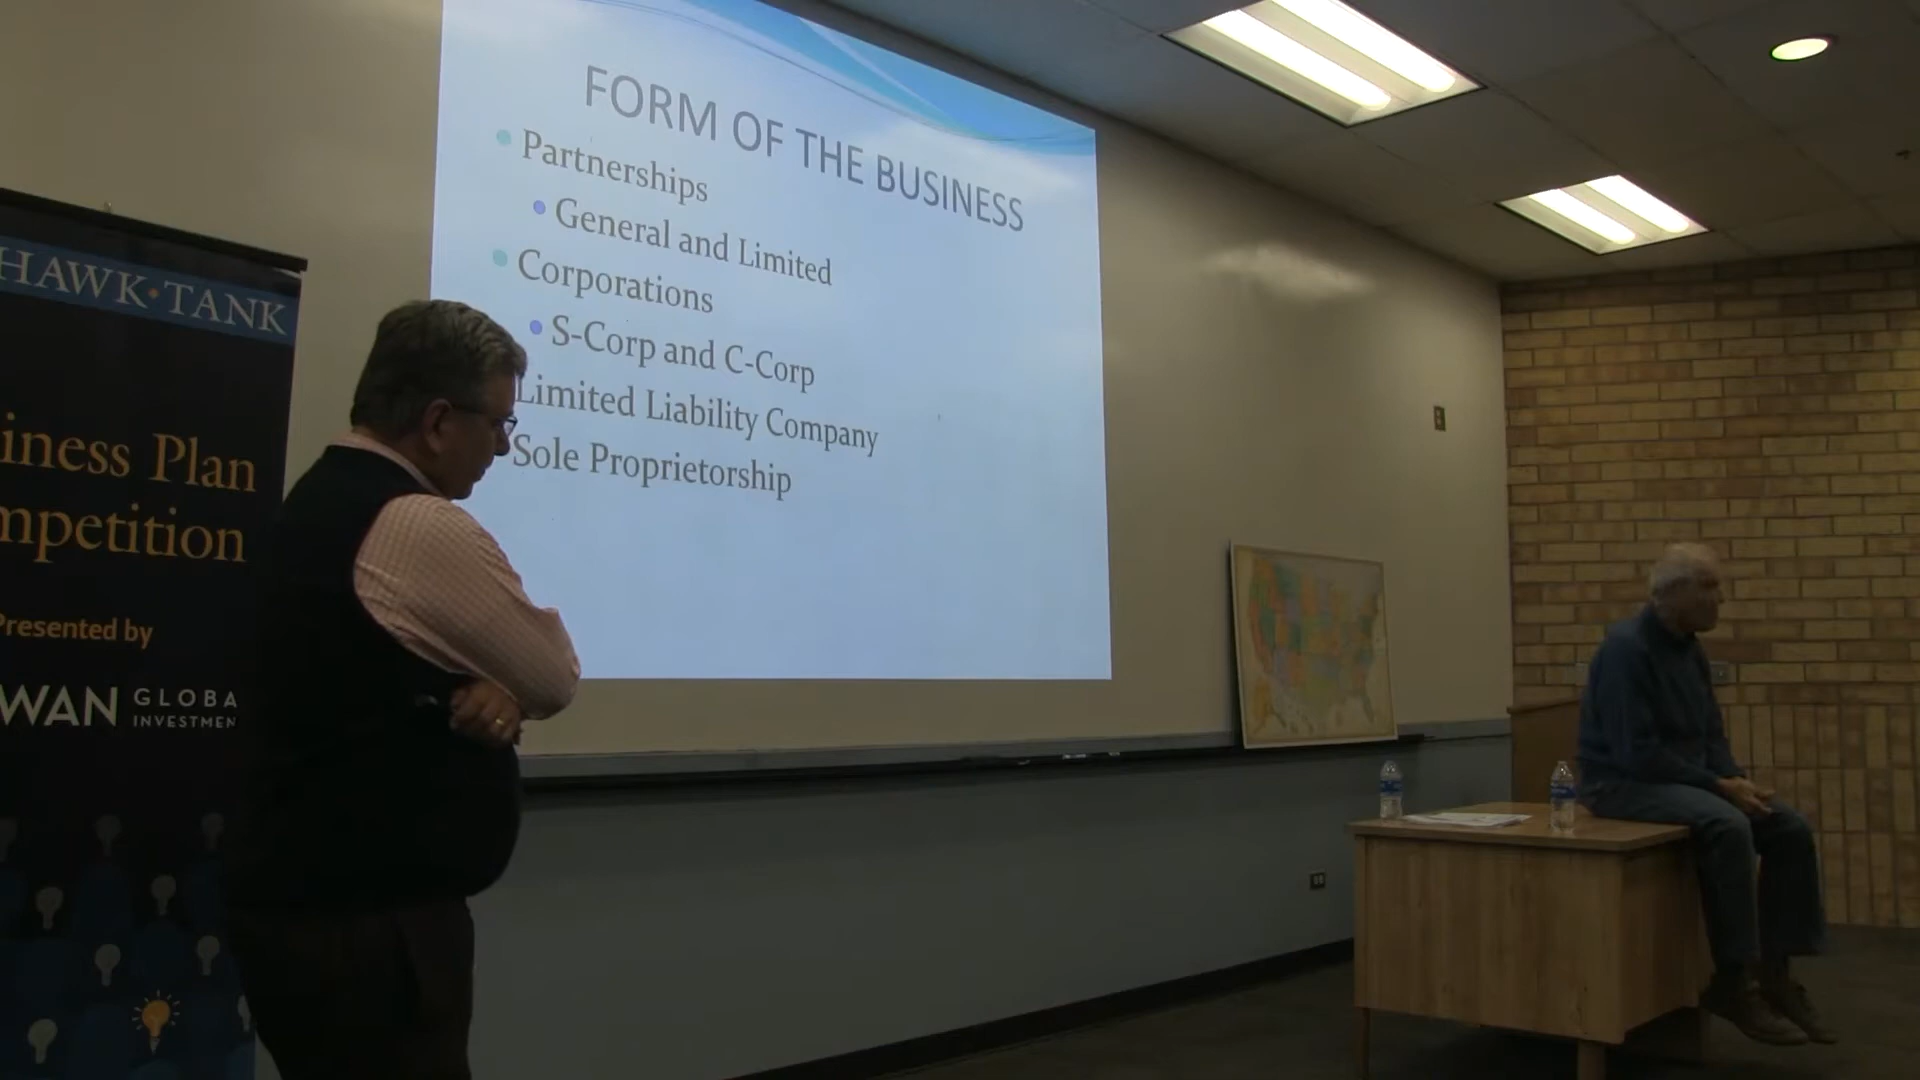 FORM OF THE BUSINESS
Partnerships
General and Limited
Corporations
S-Corp and C-Corp
Limited Liability Company
Sole Proprietorship
HAWK•TANK
iness Plan
mpetition
Presented by
WAN GLOBA
INVESTMEN